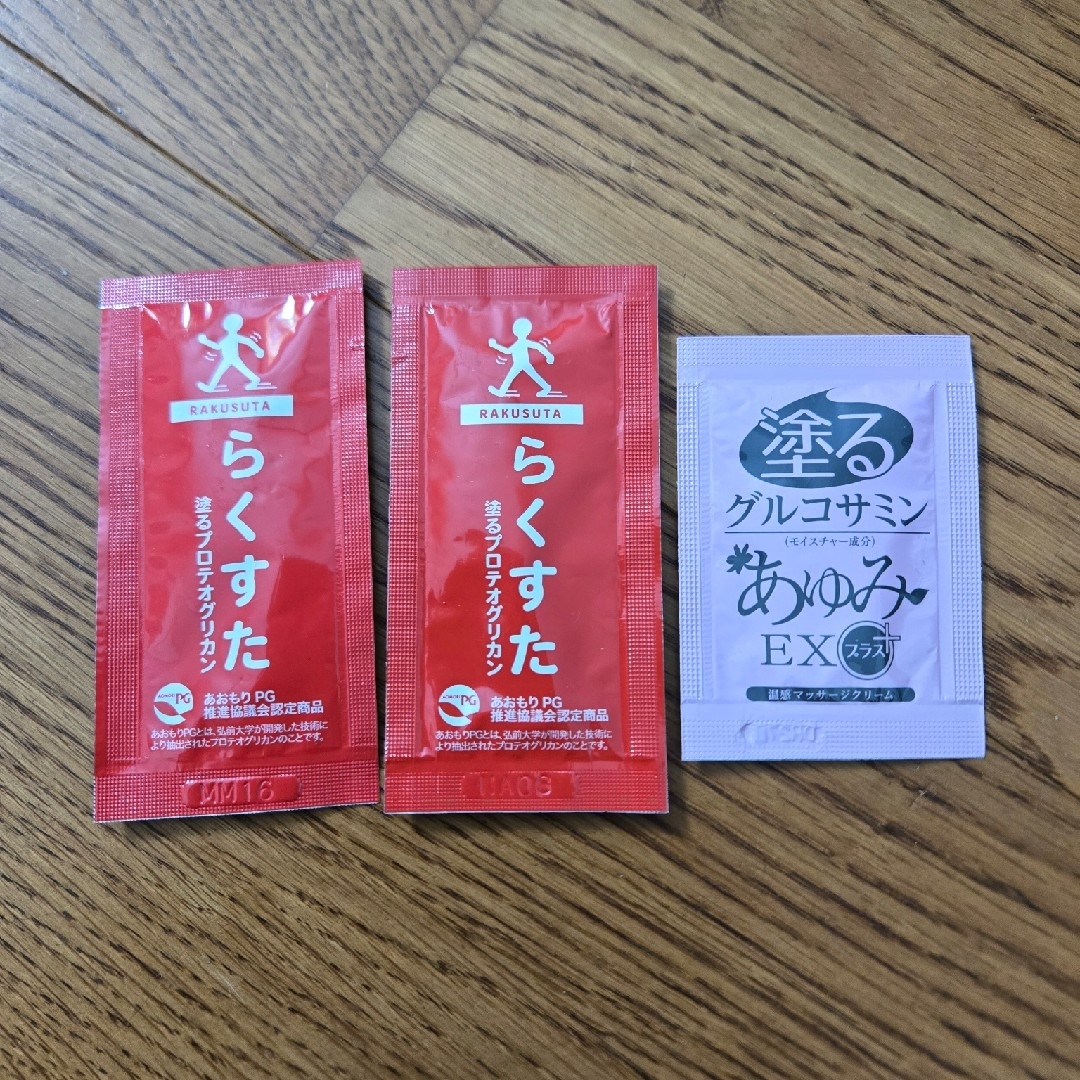 RAKUSUTA
らくすた
塗るプロテオグリカン
PG
あおもりPG
推進協議会認定商品
あおもりPGとは、弘前大学が開発した技術に
より抽出されたプロテオグリカンのことです。
MM16
RAKUSUTA
らくすた
塗るプロテオグリカン
PG
あおもりPG
推進協議会認定商品
あおもりPGとは、弘前大学が開発した技術に
より抽出されたプロテオグリカンのことです。
塗る
グルコサミン
(モイスチャー成分)
あゆみ
EX プラス+
温感マッサージクリーム